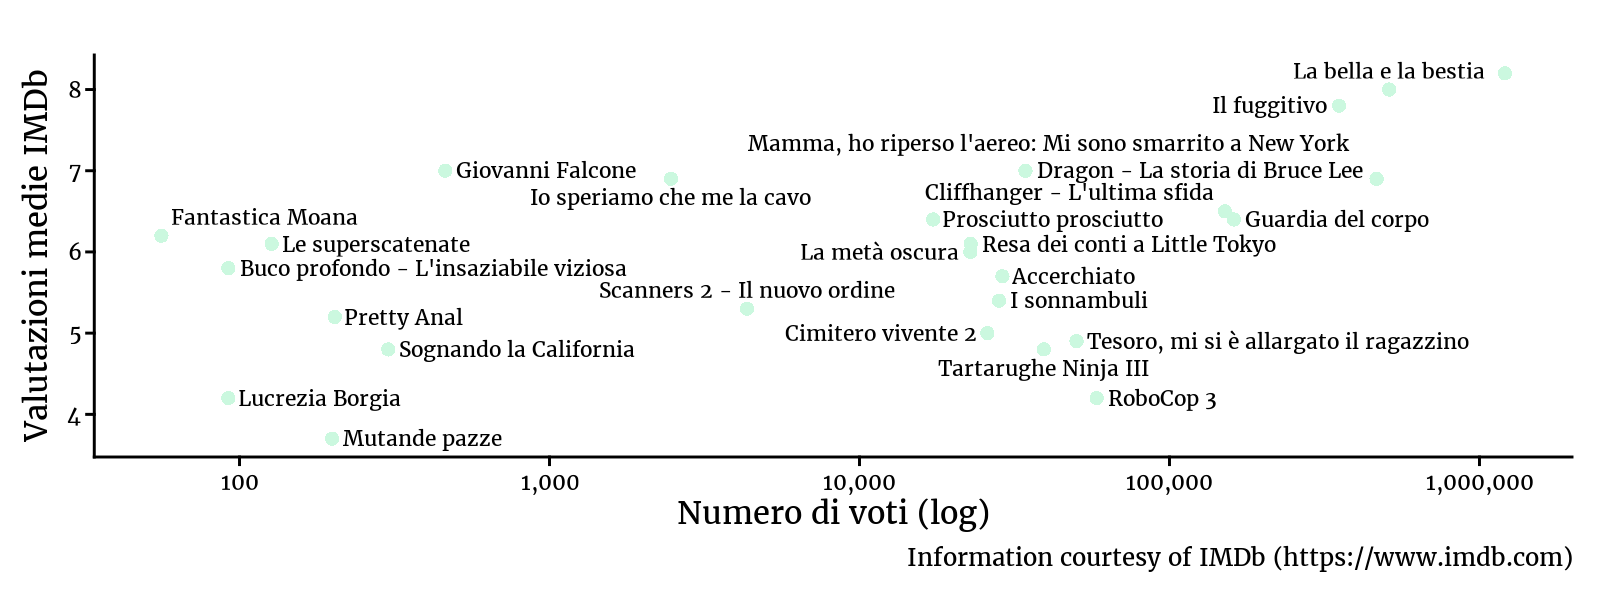 La bella e la bestia
8
Il fuggitivo
Mamma, ho riperso l'aereo: Mi sono smarrito a New York
7
Giovanni Falcone
Dragon - La storia di Bruce Lee
Io speriamo che me la cavo
Cliffhanger - L'ultima sfida
Fantastica Moana
Prosciutto prosciutto
Guardia del corpo
Le superscatenate
Resa dei conti a Little Tokyo
6
La metà oscura
Buco profondo - L'insaziabile viziosa
Accerchiato
Scanners 2 - Il nuovo ordine
I sonnambuli
Pretty Anal
5
Cimitero vivente 2
Tesoro, mi si è allargato il ragazzino
Sognando la California
Tartarughe Ninja III
Lucrezia Borgia
RoboCop 3
4
Mutande pazze
Valutazioni medie IMDb
100
1,000
10,000
100,000
1,000,000
Numero di voti (log)
Information courtesy of IMDb (https://www.imdb.com)